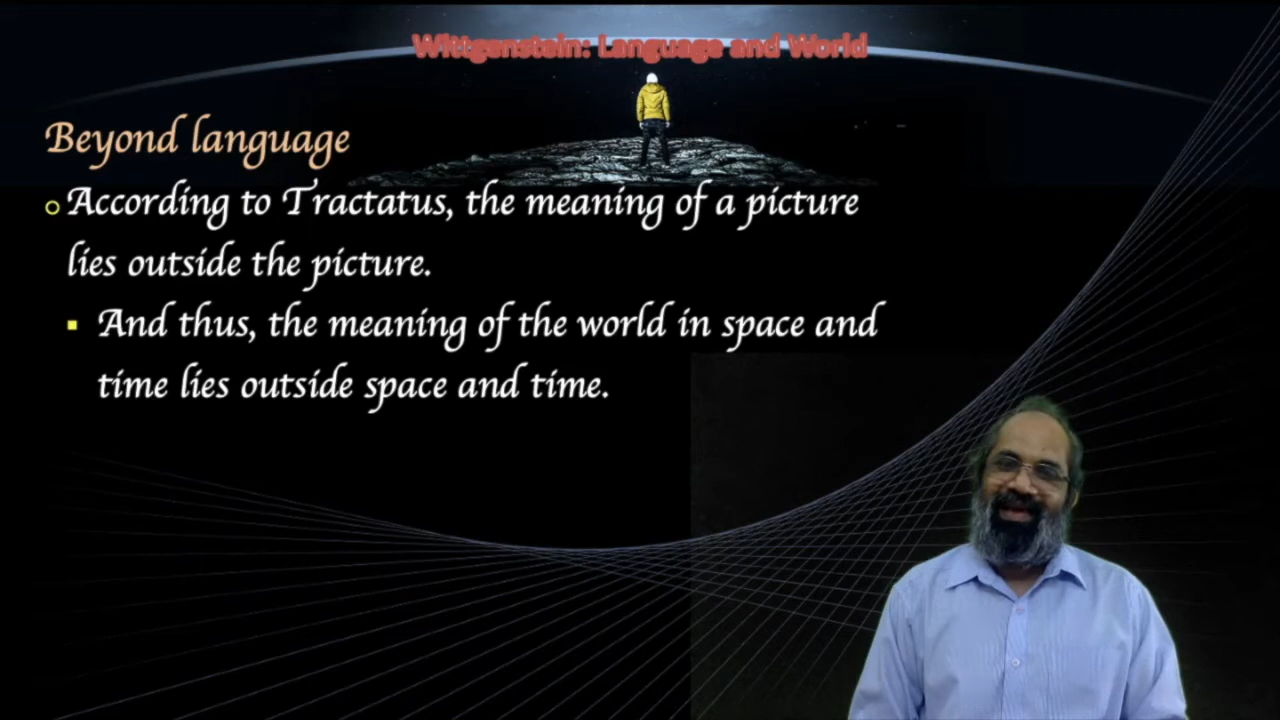 Wittgenstein: Language and World
Beyond language
According to Tractatus, the meaning of a picture
lies outside the picture.
And thus, the meaning of the world in space and
time lies outside space and time.